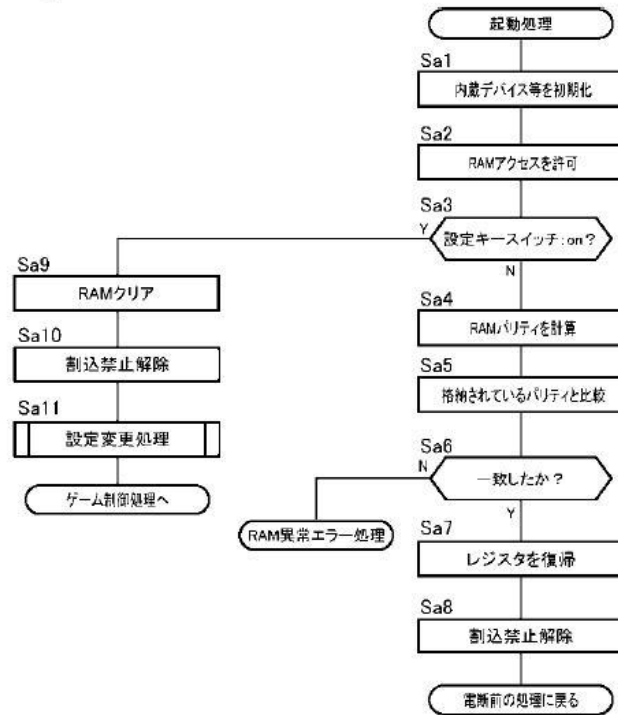 起動処理
Sa1
内蔵デバイス等を初期化
Sa2
RAMアクセスを許可
Sa3
Y
設定キースイッチ:on?
N
Sa4
RAMパリティを計算
Sa5
格納されているパリティと比較
Sa6
N
一致したか?
Y
RAM異常エラー処理
Sa7
レジスタを復帰
Sa8
割込禁止解除
電断前の処理に戻る
Sa9
RAMクリア
Sa10
割込禁止解除
Sa11
設定変更処理
ゲーム制御処理へ